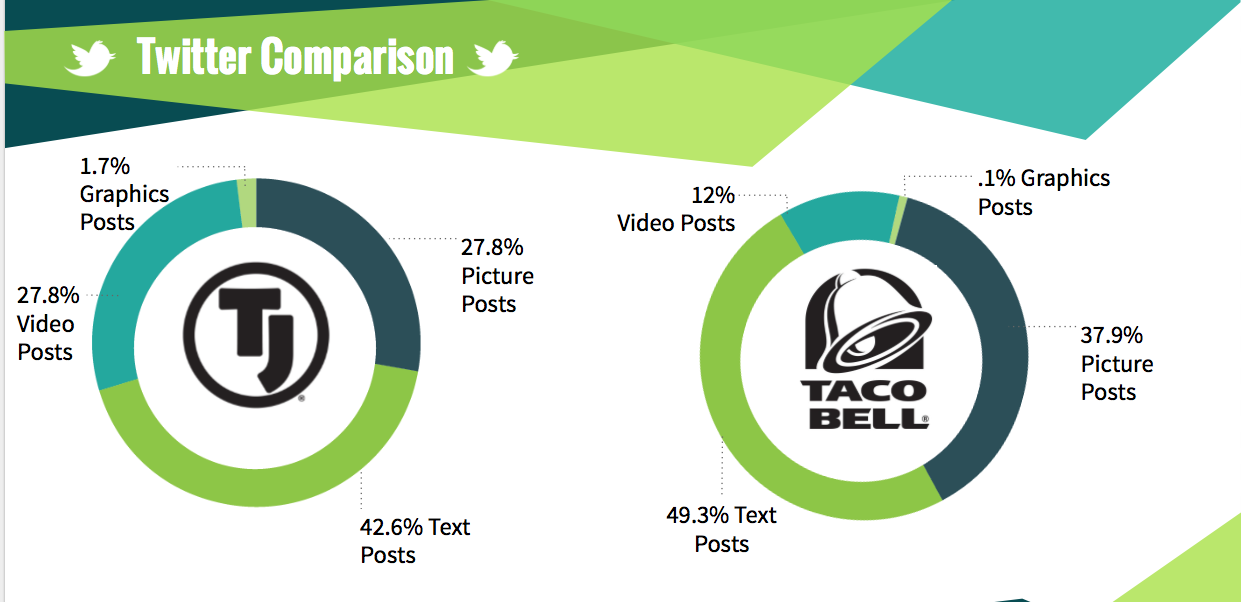 Twitter Comparison
1.7%
Graphics
Posts
27.8%
Picture
Posts
27.8%
Video
Posts
42.6% Text
Posts
TJ
®
12%
Video Posts
.1% Graphics
Posts
37.9%
Picture
Posts
49.3% Text
Posts
TACO
BELL®